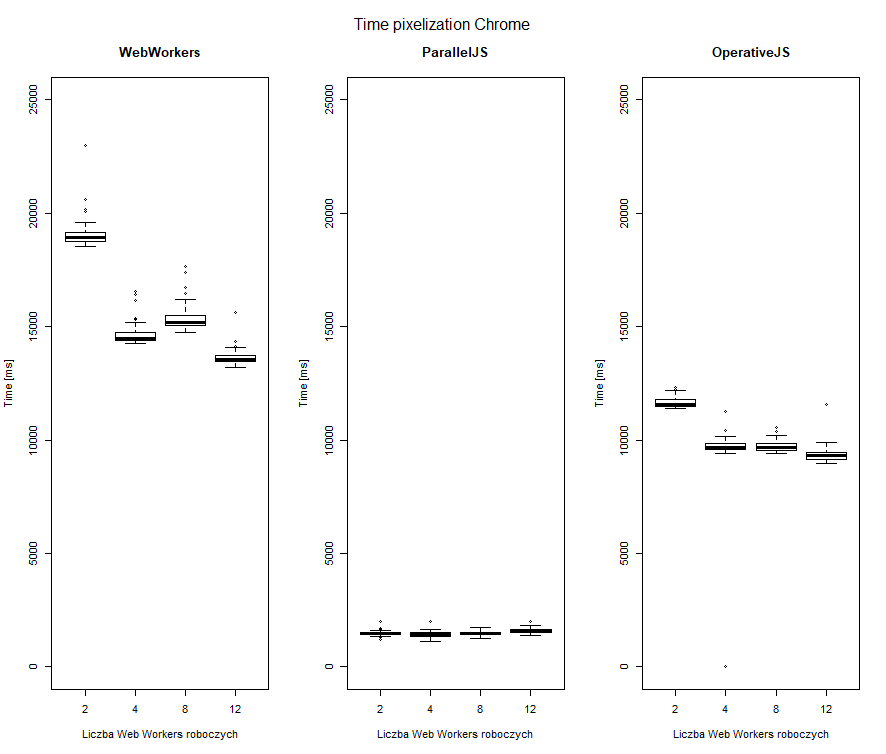 Time pixelization Chrome
WebWorkers
ParallelJS
OperativeJS
Time [ms]
25000
20000
15000
10000
5000
0
2 4 8 12
Liczba Web Workers roboczych
Time [ms]
25000
20000
15000
10000
5000
0
2 4 8 12
Liczba Web Workers roboczych
Time [ms]
25000
20000
15000
10000
5000
0
2 4 8 12
Liczba Web Workers roboczych